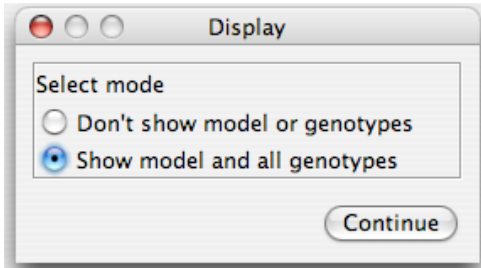 Display
Select mode
Don't show model or genotypes
Show model and all genotypes
Continue